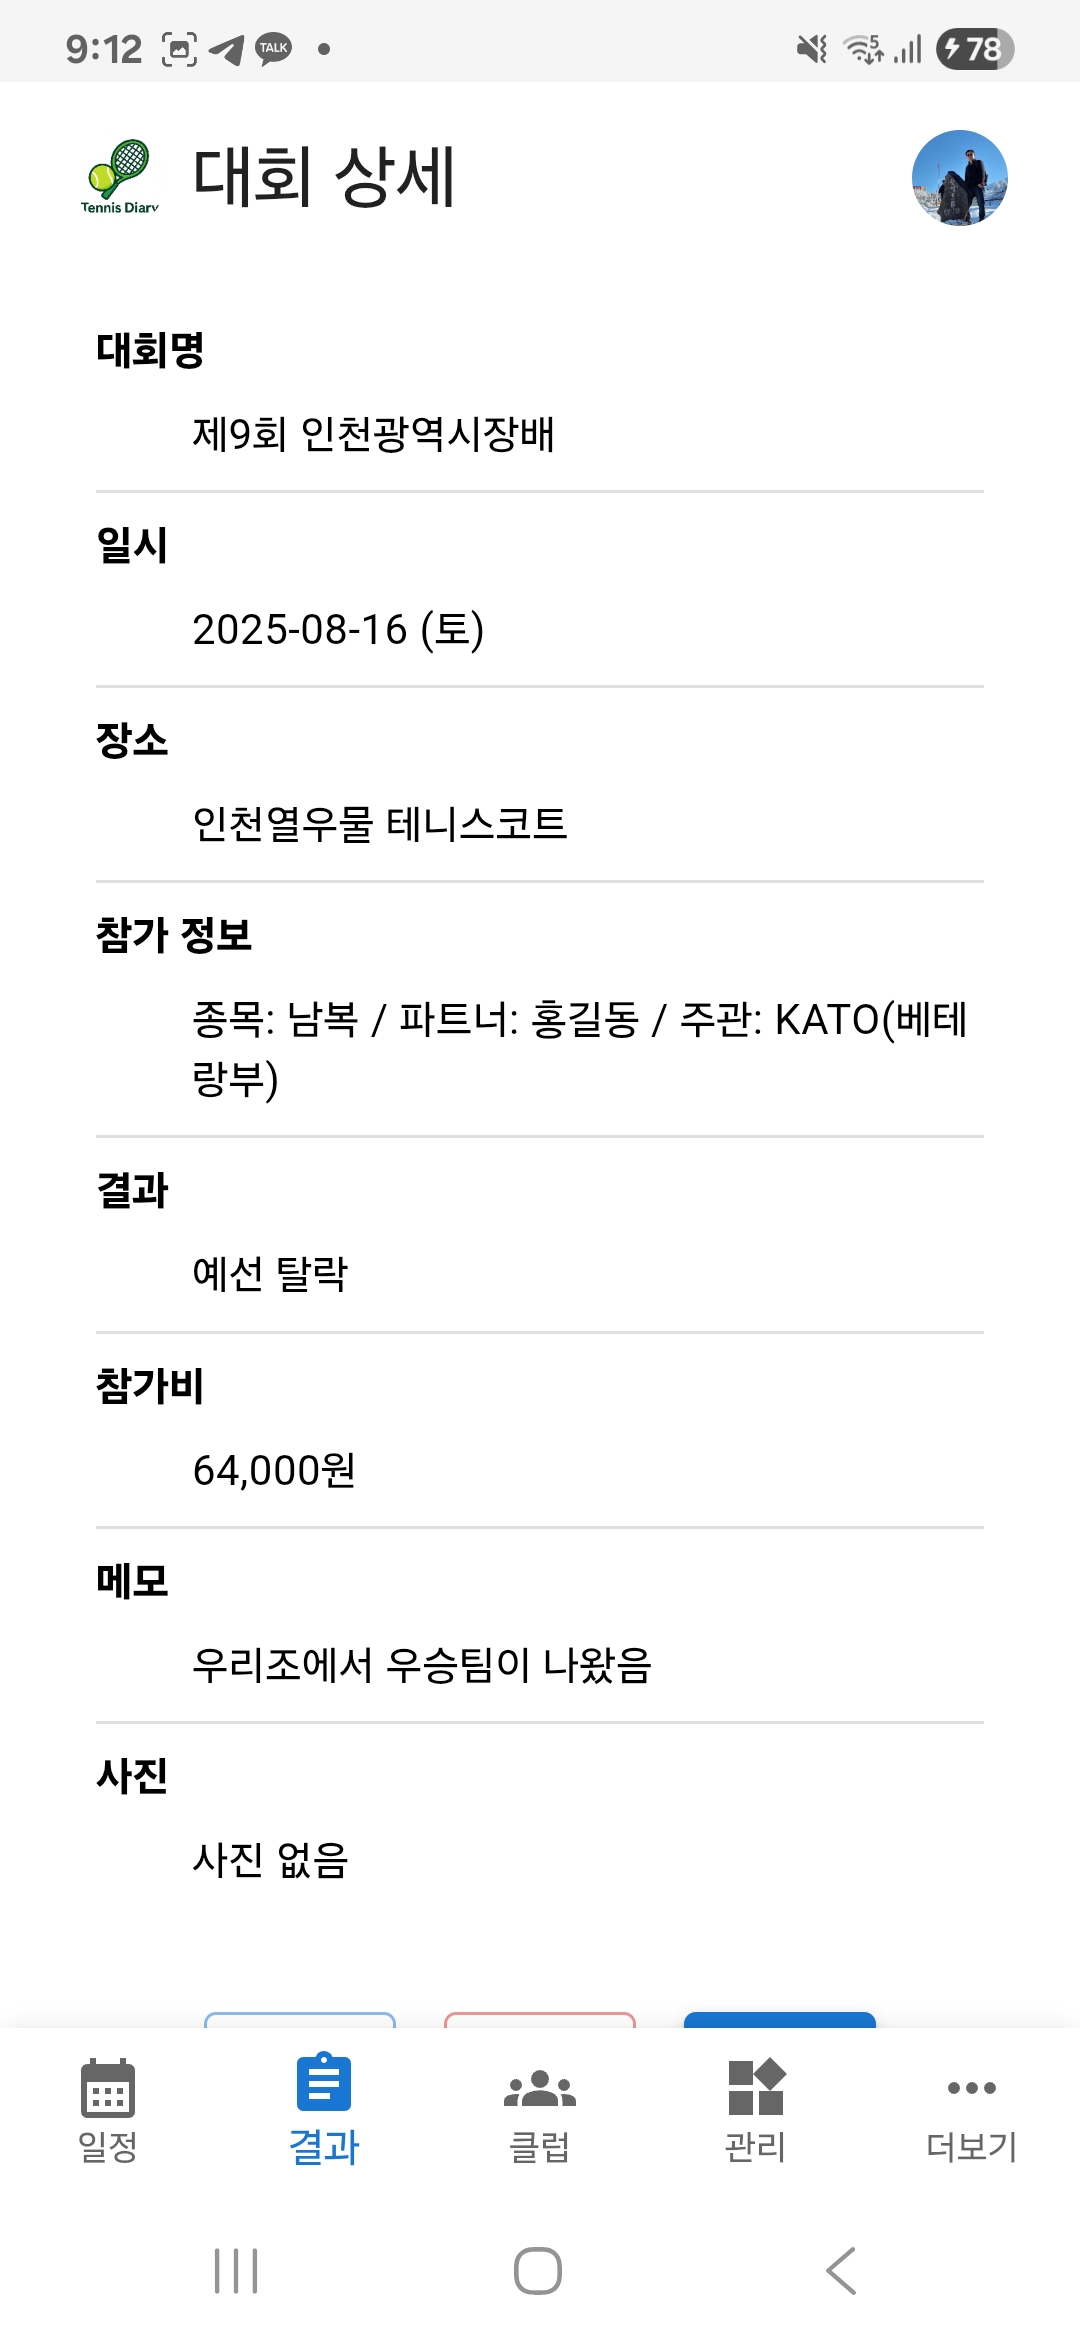 9:12
TALK
5
78
Tennis Diary
대회 상세
대회명
제9회 인천광역시장배
일시
2025-08-16 (토)
장소
인천열우물 테니스코트
참가 정보
종목: 남복 / 파트너: 홍길동 / 주관: KATO(베테
랑부)
결과
예선 탈락
참가비
64,000원
메모
우리조에서 우승팀이 나왔음
사진
사진 없음
일정
결과
클럽
관리
더보기